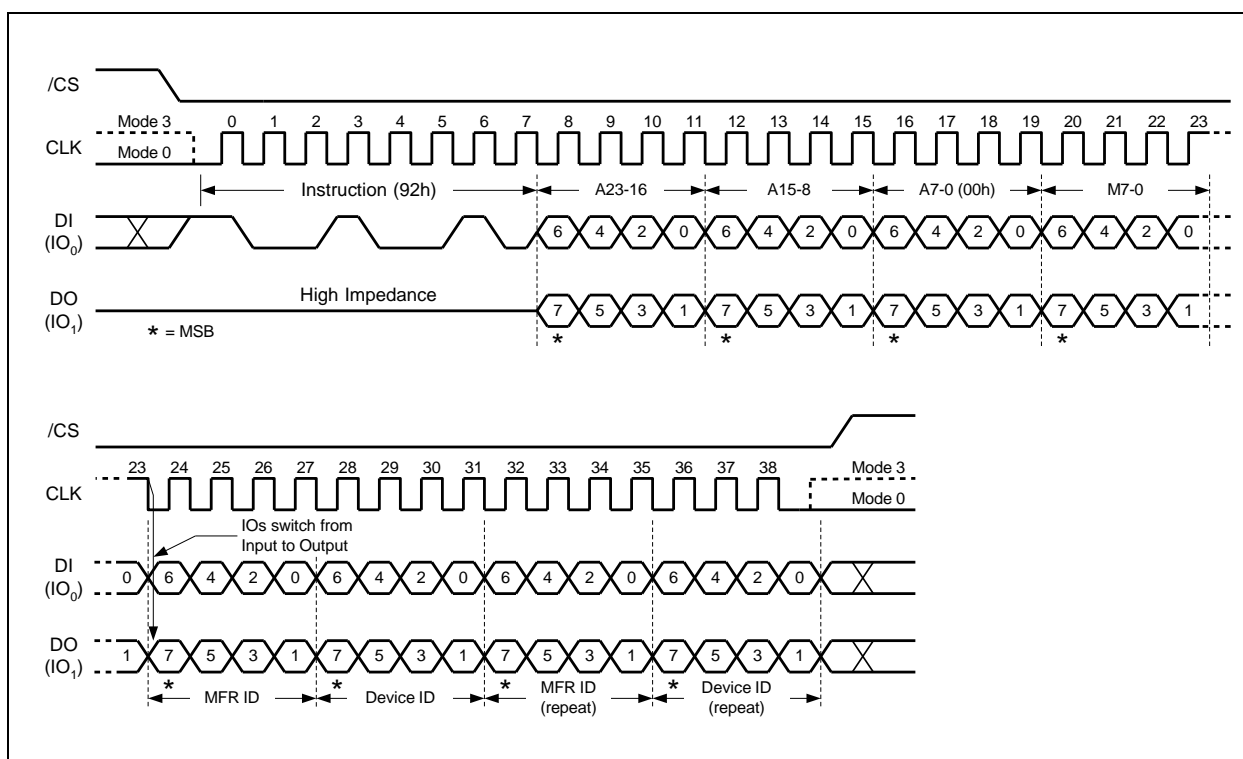 /CS
Mode 3 0 1 2 3 4 5 6 7 8 9 10 11 12 13 14 15 16 17 18 19 20 21 22 23
CLK
Mode 0
Instruction (92h) A23-16 A15-8 A7-0 (00h) M7-0
DI
(IO0) 6 4 2 0 6 4 2 0 6 4 2 0 6 4 2 0
High Impedance
DO
(IO1) 7 5 3 1 7 5 3 1 7 5 3 1 7 5 3 1
* = MSB * * * *
/CS
23 24 25 26 27 28 29 30 31 32 33 34 35 36 37 38 Mode 3
CLK
Mode 0
IOs switch from
Input to Output
DI
(IO0) 0 6 4 2 0 6 4 2 0 6 4 2 0 6 4 2 0
DO
(IO1) 1 7 5 3 1 7 5 3 1 7 5 3 1 7 5 3 1
* * * *
MFR ID Device ID MFR ID
(repeat) Device ID
(repeat)